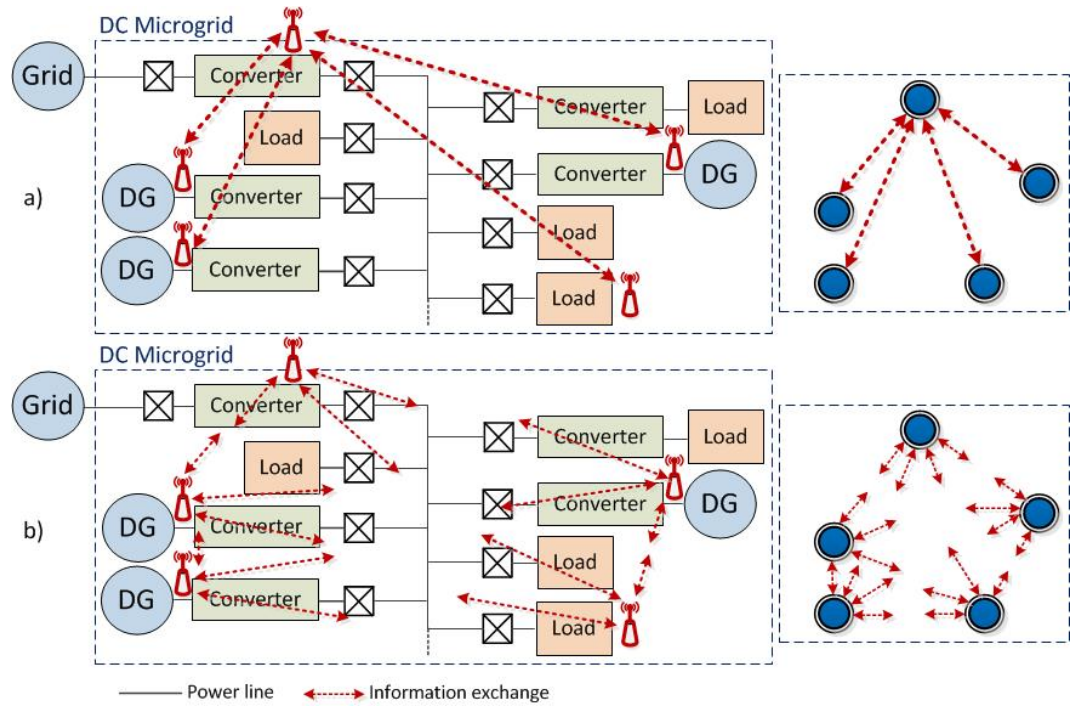 DC Microgrid
Grid
Converter
Converter
Load
Load
DG
Converter
Converter
DG
a)
Load
DG
Converter
Load
DC Microgrid
Grid
Converter
Converter
Load
Load
DG
Converter
Converter
DG
b)
Load
DG
Converter
Load
Power line
Information exchange